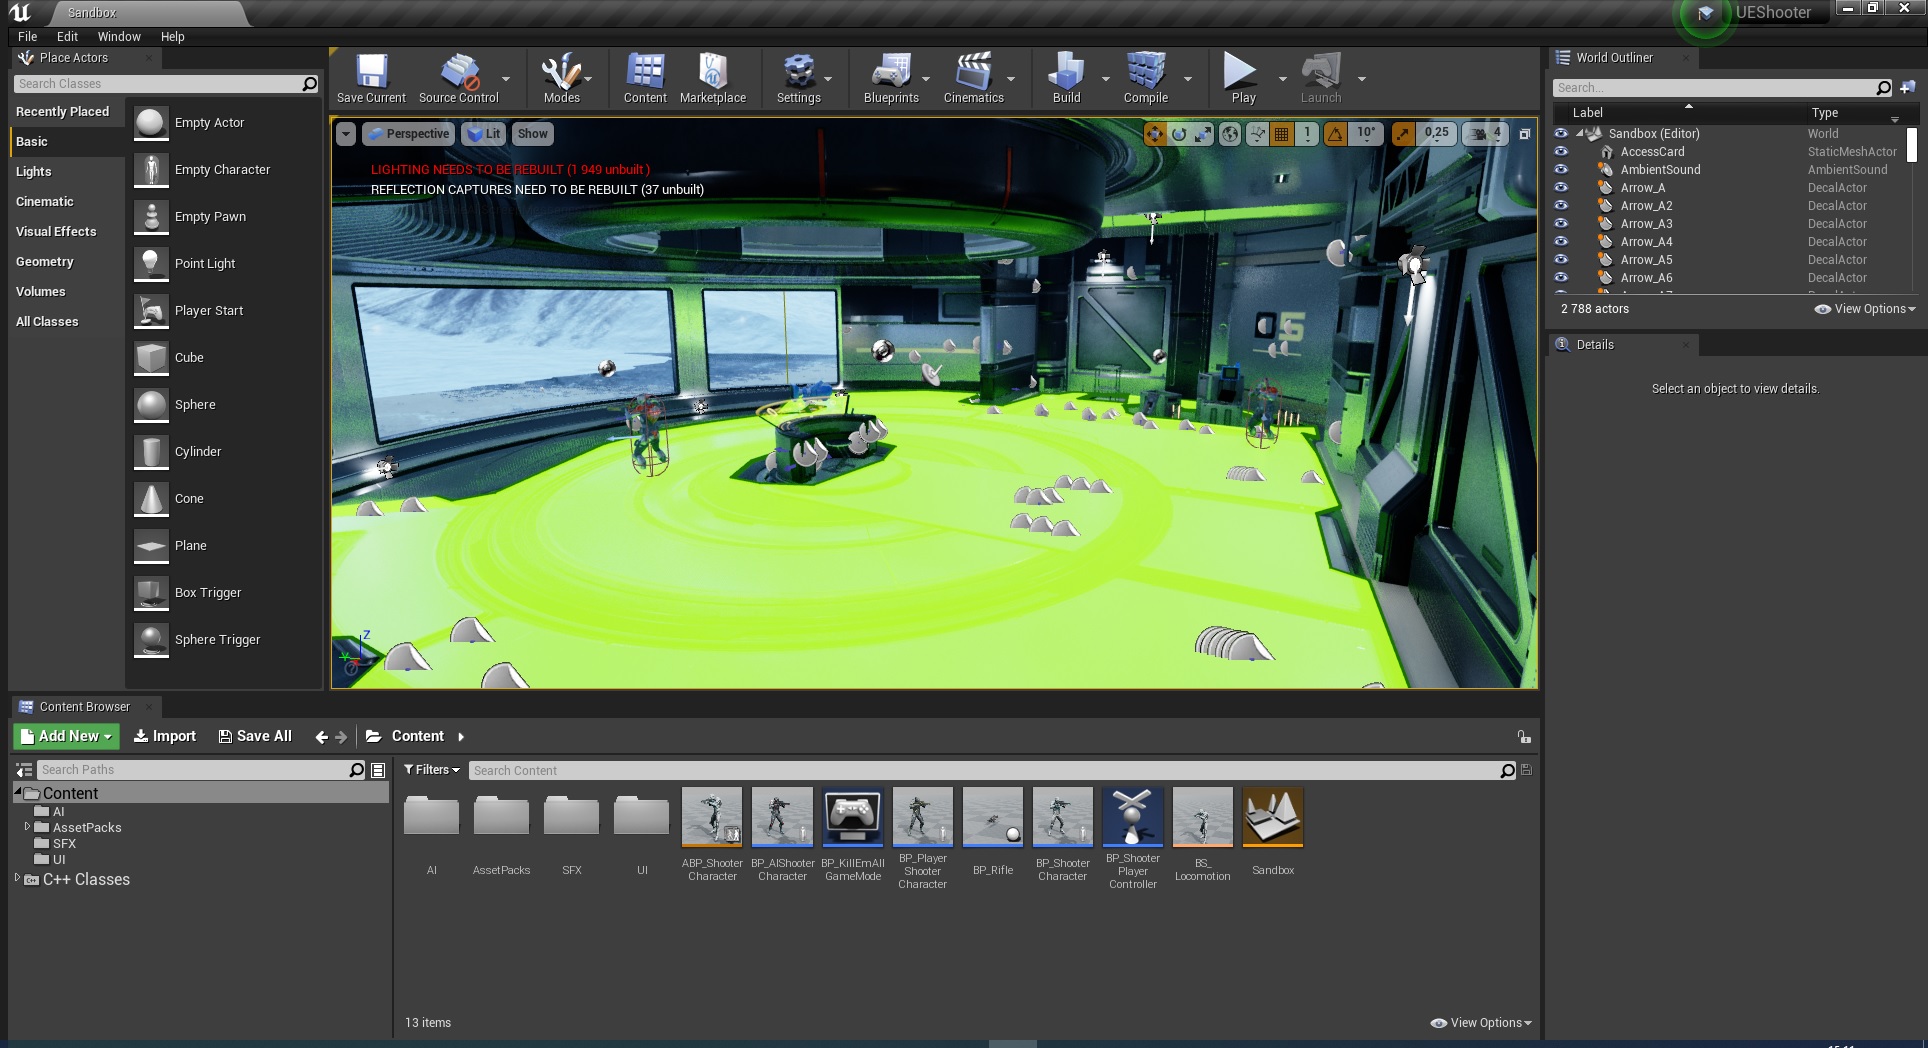 Sandbox
UEShooter
File Edit Window Help
Place Actors
Search Classes
Recently Placed
Basic
Lights
Cinematic
Visual Effects
Geometry
Volumes
All Classes
Empty Actor
Empty Character
Empty Pawn
Point Light
Player Start
Cube
Sphere
Cylinder
Cone
Plane
Box Trigger
Sphere Trigger
Save Current
Source Control
Modes
Content
Marketplace
Settings
Blueprints
Cinematics
Build
Compile
Play
Launch
Perspective Lit Show
1 10° 0,25 4
LIGHTING NEEDS TO BE REBUILT (1 949 unbuilt )
REFLECTION CAPTURES NEED TO BE REBUILT (37 unbuilt)
5
Z
Y
World Outliner
Search...
Label Type
Sandbox (Editor) World
AccessCard StaticMeshActor
AmbientSound AmbientSound
Arrow_A DecalActor
Arrow_A2 DecalActor
Arrow_A3 DecalActor
Arrow_A4 DecalActor
Arrow_A5 DecalActor
Arrow_A6 DecalActor
2 788 actors
View Options
Details
Select an object to view details.
Content Browser
Add New Import Save All Content
Search Paths
Content
AI
AssetPacks
SFX
UI
C++ Classes
Filters
Search Content
AI
AssetPacks
SFX
UI
ABP_Shooter
Character
BP_AIShooter
Character
BP_KillEmAll
GameMode
BP_Player
Shooter
Character
BP_Rifle
BP_Shooter
Character
BP_Shooter
Player
Controller
BS_
Locomotion
Sandbox
13 items
View Options